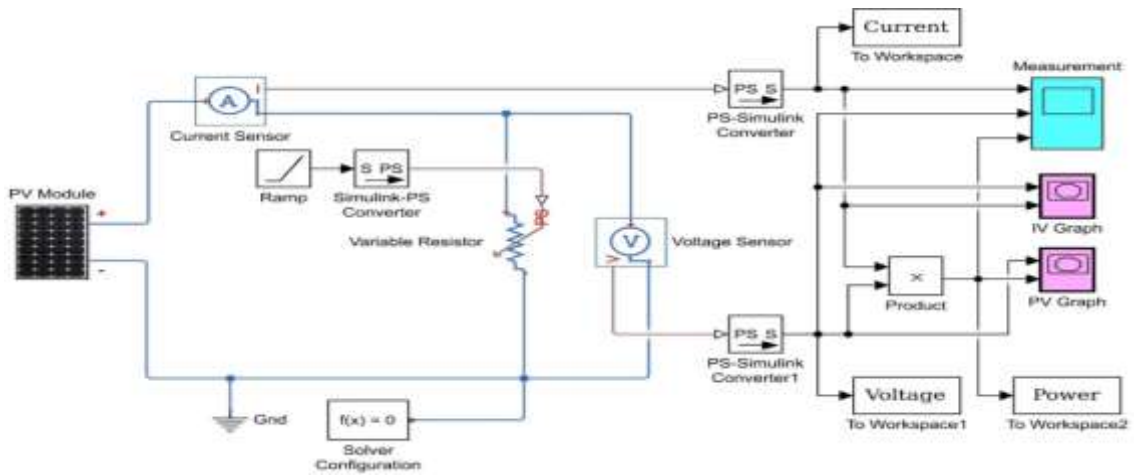 Current
To Workspace
Measurement
I
A
PS S
PS-Simulink
Converter
Current Sensor
S PS
Ramp
Simulink-PS
Converter
PV Module
+
-
PS
Variable Resistor
V
Voltage Sensor
V
IV Graph
×
Product
PV Graph
PS S
PS-Simulink
Converter1
Gnd
f(x) = 0
Solver
Configuration
Voltage
To Workspace1
Power
To Workspace2